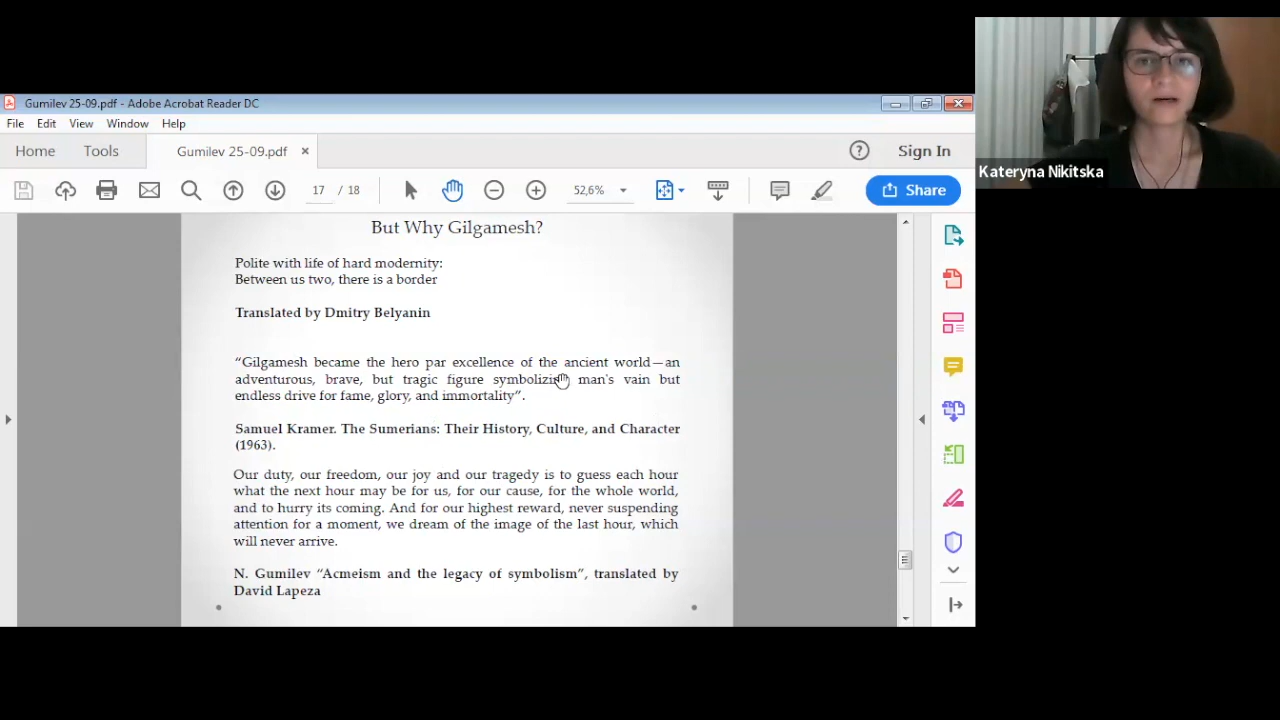 Gumilev 25-09.pdf - Adobe Acrobat Reader DC
File Edit View Window Help
Home Tools Gumilev 25-09.pdf × Sign In
17 / 18 52,6% Share
But Why Gilgamesh?
Polite with life of hard modernity:
Between us two, there is a border
Translated by Dmitry Belyanin
“Gilgamesh became the hero par excellence of the ancient world—an
adventurous, brave, but tragic figure symbolizing man's vain but
endless drive for fame, glory, and immortality”.
Samuel Kramer. The Sumerians: Their History, Culture, and Character
(1963).
Our duty, our freedom, our joy and our tragedy is to guess each hour
what the next hour may be for us, for our cause, for the whole world,
and to hurry its coming. And for our highest reward, never suspending
attention for a moment, we dream of the image of the last hour, which
will never arrive.
N. Gumilev “Acmeism and the legacy of symbolism”, translated by
David Lapeza
Kateryna Nikitska